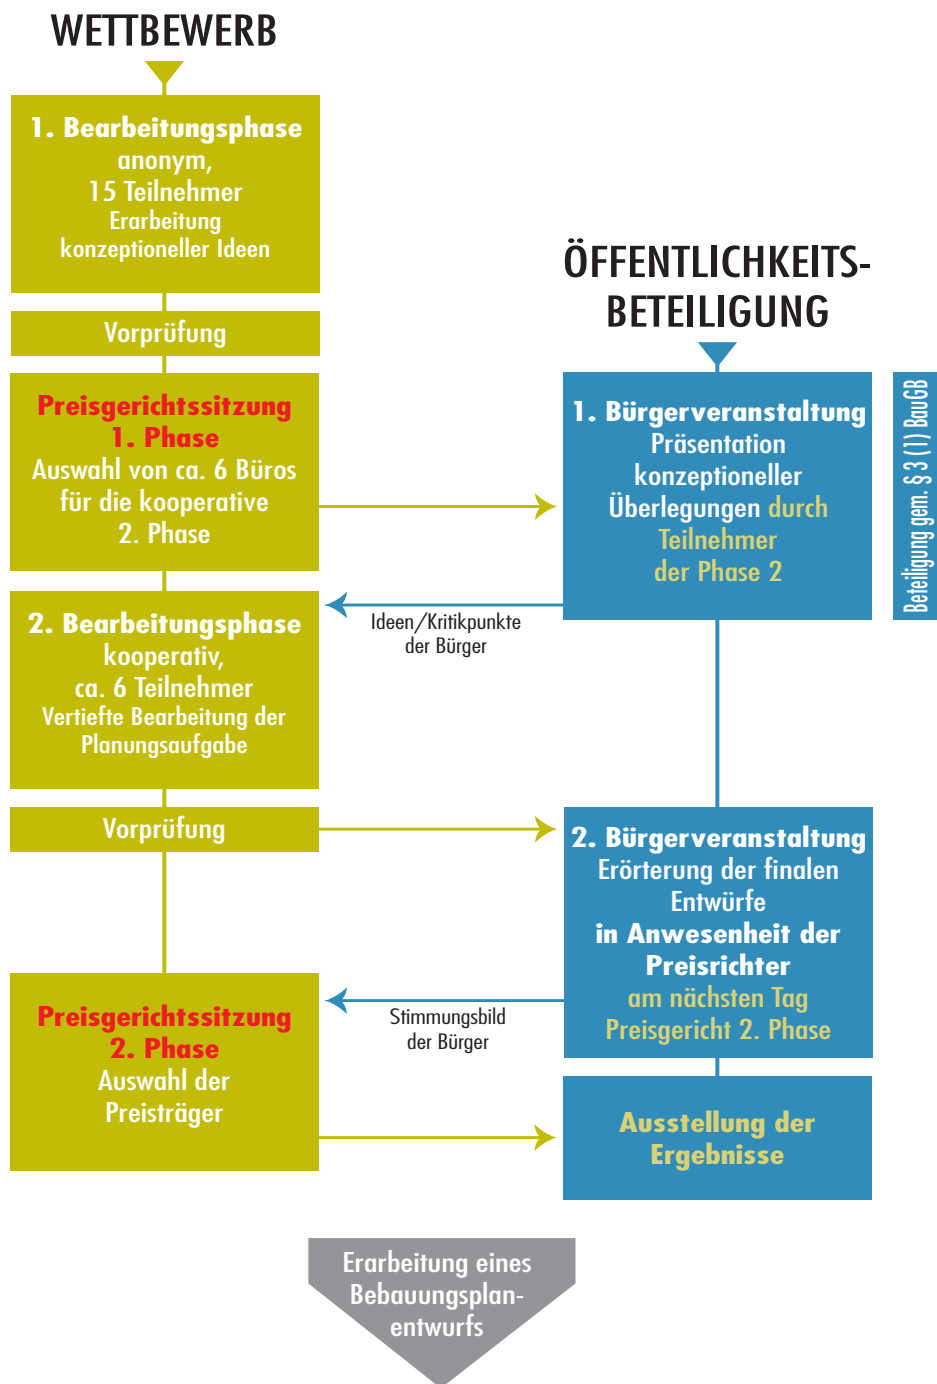 WETTBEWERB
1. Bearbeitungsphase
anonym,
15 Teilnehmer
Erarbeitung
konzeptioneller Ideen
Vorprüfung
Preisgerichtssitzung
1. Phase
Auswahl von ca. 6 Büros
für die kooperative
2. Phase
2. Bearbeitungsphase
kooperativ,
ca. 6 Teilnehmer
Vertiefte Bearbeitung der
Planungsaufgabe
Vorprüfung
Preisgerichtssitzung
2. Phase
Auswahl der
Preisträger
ÖFFENTLICHKEITS-
BETEILIGUNG
1. Bürgerveranstaltung
Präsentation
konzeptioneller
Überlegungen durch
Teilnehmer
der Phase 2
Beteiligung gem. § 3 (1) BauGB
Ideen/Kritikpunkte
der Bürger
2. Bürgerveranstaltung
Erörterung der finalen
Entwürfe
in Anwesenheit der
Preisrichter
am nächsten Tag
Preisgericht 2. Phase
Stimmungsbild
der Bürger
Ausstellung der
Ergebnisse
Erarbeitung eines
Bebauungsplan-
entwurfs